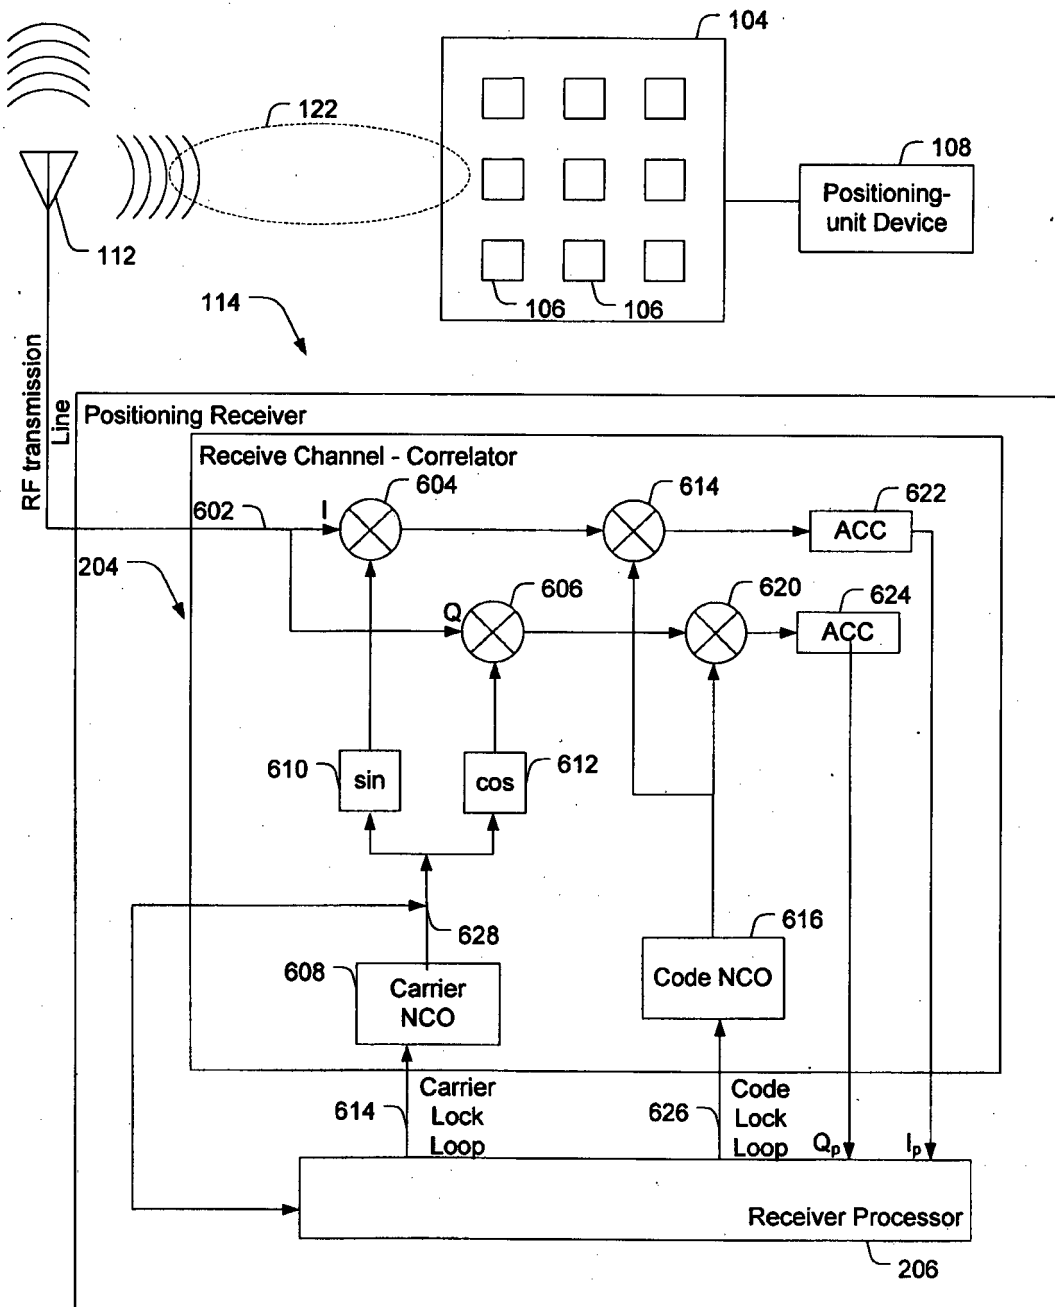 104
122
108
Positioning-
unit Device
112
106
106
114
RF transmission
Line
Positioning Receiver
Receive Channel - Correlator
602
I
604
614
622
ACC
204
Q
606
620
624
ACC
610
sin
cos
612
628
616
608
Carrier
NCO
Code NCO
614
Carrier
Lock
Loop
626
Code
Lock
Loop
Qp
Ip
Receiver Processor
206